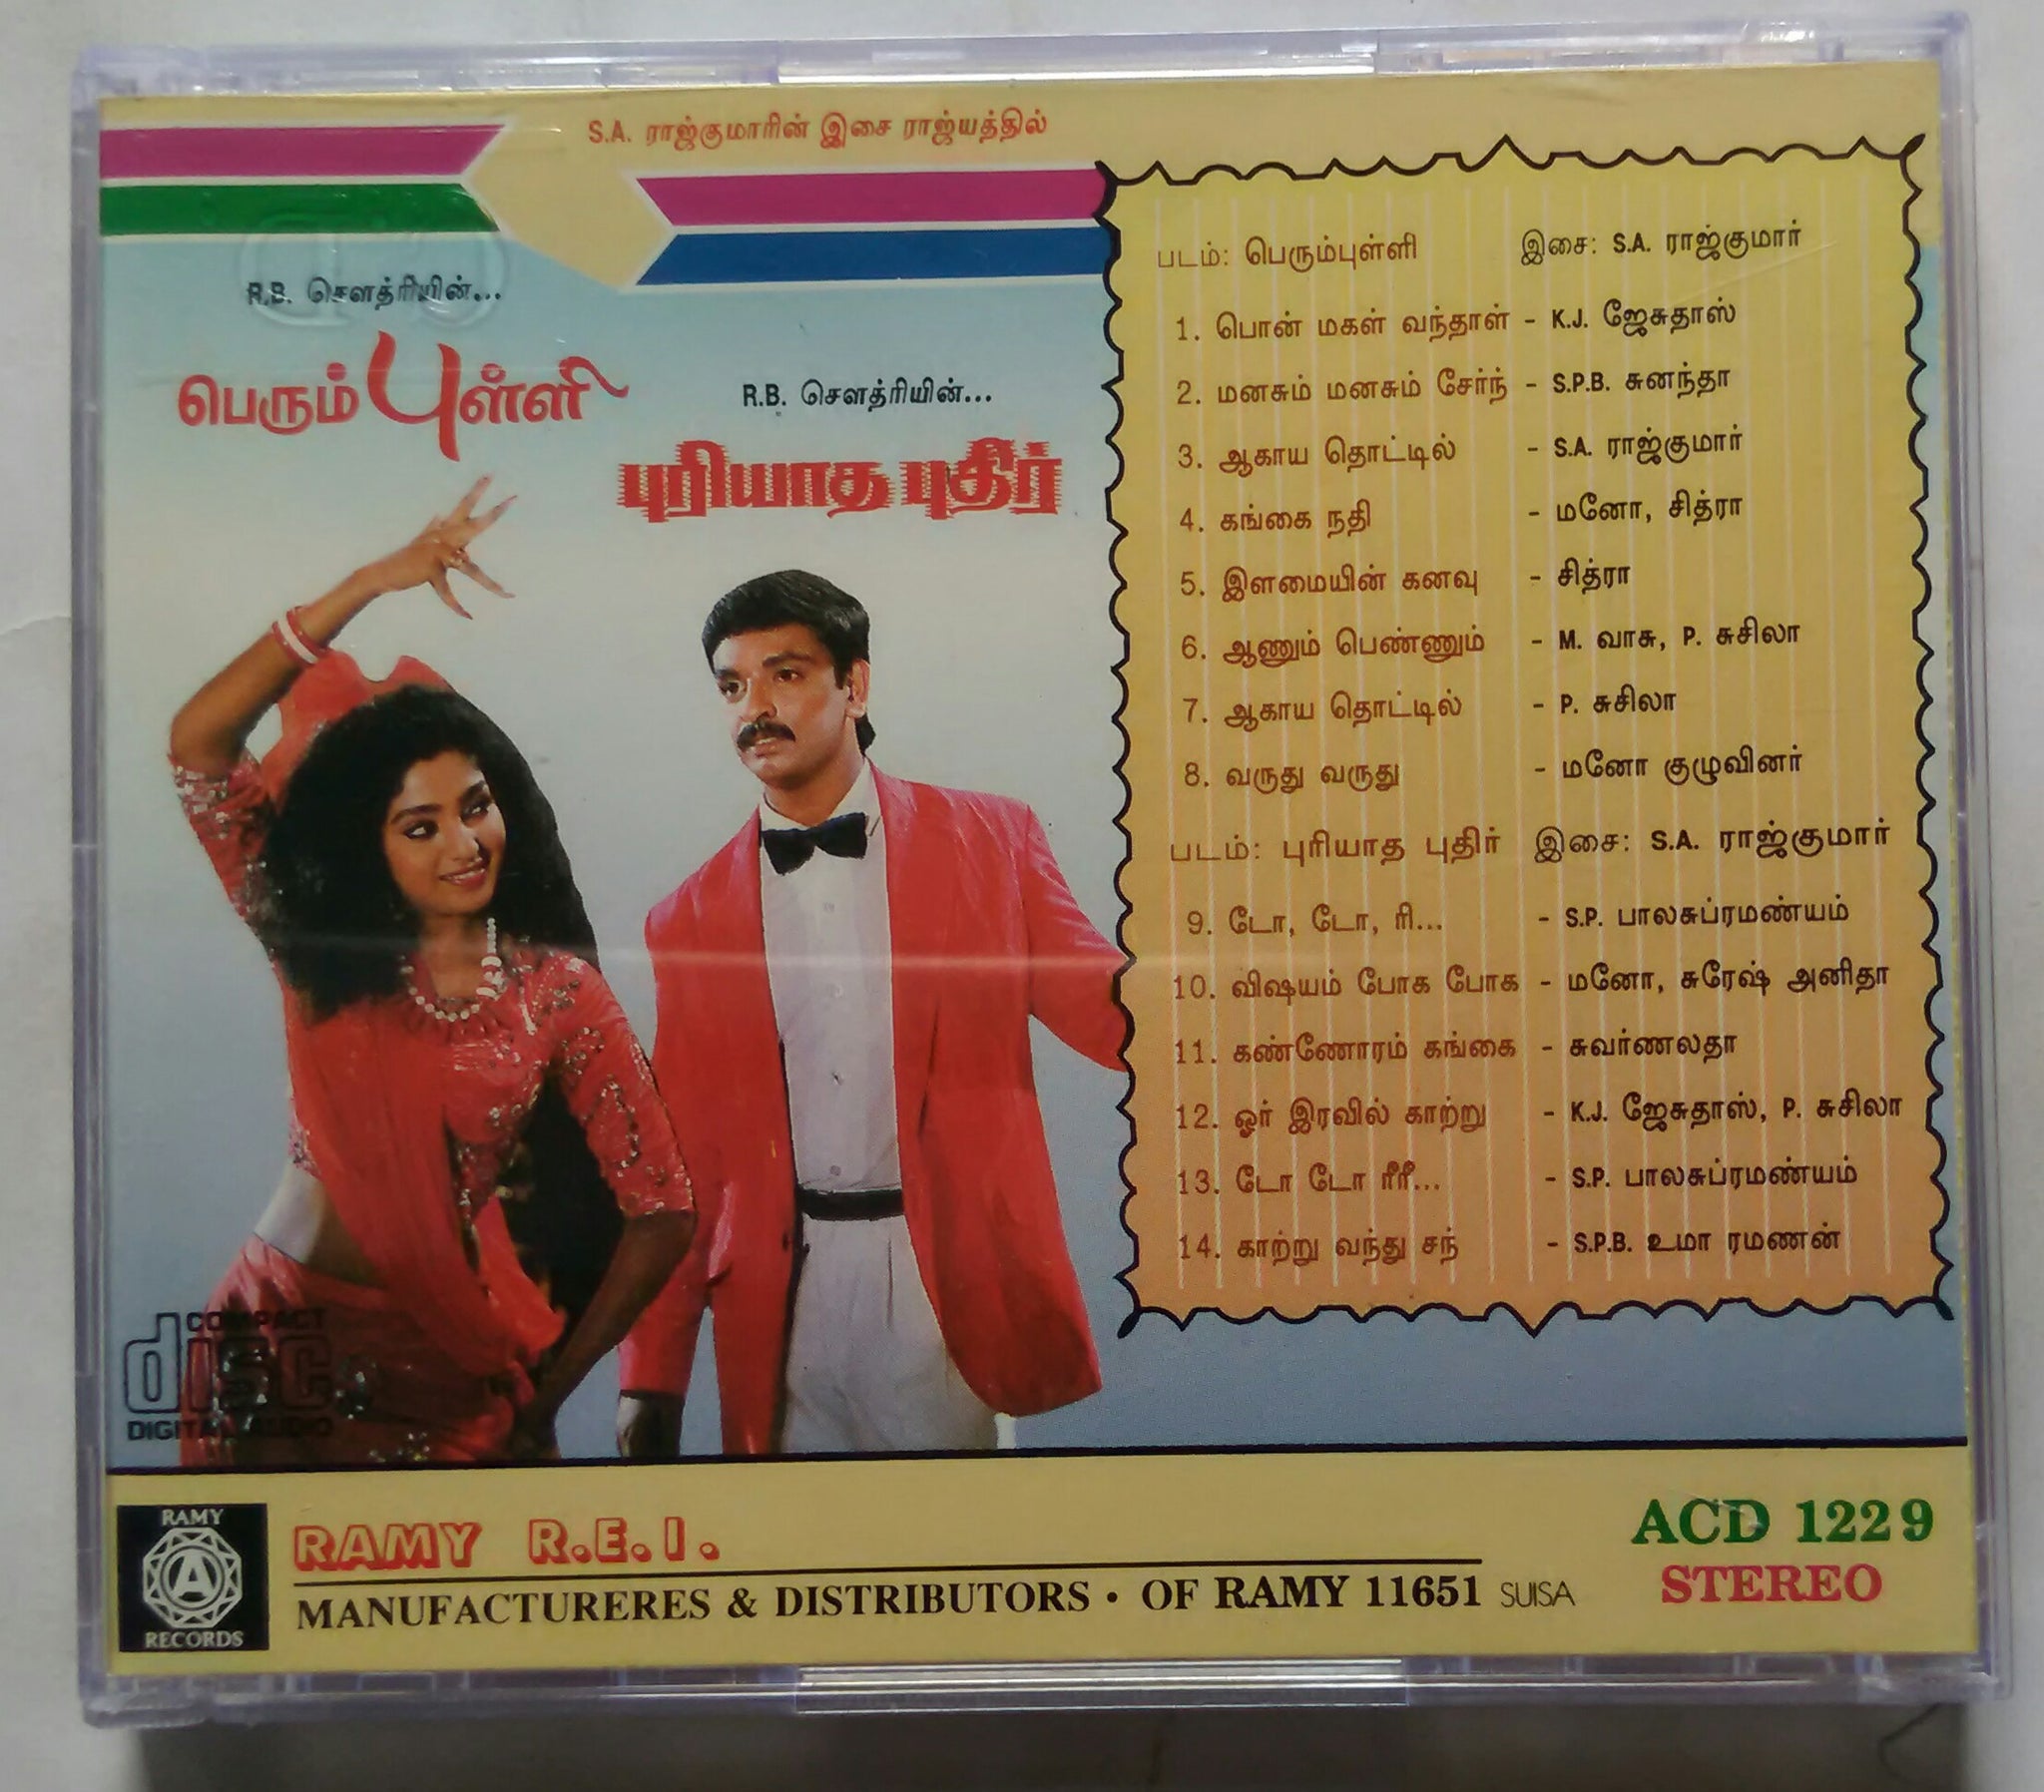 S.A. ராஜ்குமாரின் இசை ராஜ்யத்தில்
R.B. சௌத்ரியின்...
பெரும் புள்ளி
R.B. சௌத்ரியின்...
புரியாத புதிர்
படம்: பெரும்புள்ளி இசை: S.A. ராஜ்குமார்
1. பொன் மகள் வந்தாள் - K.J. ஜேசுதாஸ்
2. மனசும் மனசும் சேர்ந் - S.P.B. சுனந்தா
3. ஆகாய தொட்டில் - S.A. ராஜ்குமார்
4. கங்கை நதி - மனோ, சித்ரா
5. இளமையின் கனவு - சித்ரா
6. ஆணும் பெண்ணும் - M. வாசு, P. சுசிலா
7. ஆகாய தொட்டில் - P. சுசிலா
8. வருது வருது - மனோ குழுவினர்
படம்: புரியாத புதிர் இசை: S.A. ராஜ்குமார்
9. டோ, டோ, ரி... - S.P. பாலசுப்ரமண்யம்
10. விஷயம் போக போக - மனோ, சுரேஷ் அனிதா
11. கண்ணோரம் கங்கை - சுவர்ணலதா
12. ஓர் இரவில் காற்று - K.J. ஜேசுதாஸ், P. சுசிலா
13. டோ டோ ரீரீ... - S.P. பாலசுப்ரமண்யம்
14. காற்று வந்து சந் - S.P.B. உமா ரமணன்
COMPACT
disc
DIGITAL AUDIO
RAMY
A
RECORDS
RAMY R.E.I.
MANUFACTURERES & DISTRIBUTORS • OF RAMY 11651 SUISA
ACD 1229
STEREO